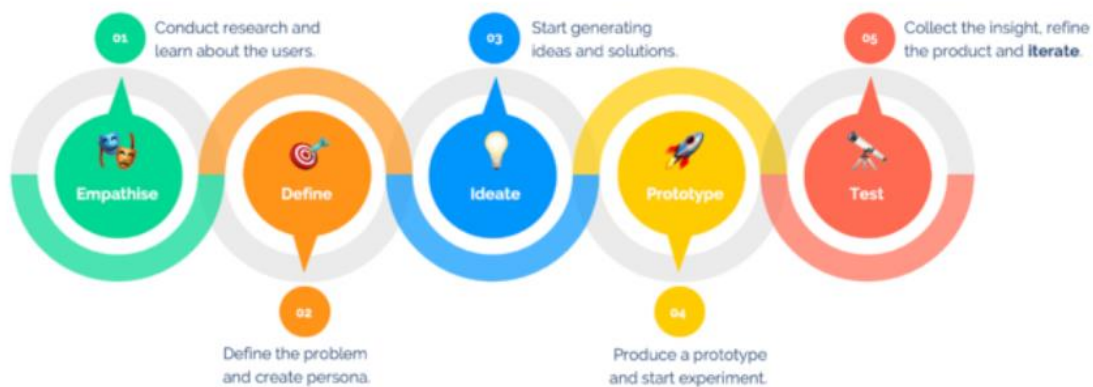 01
Conduct research and
learn about the users.
Empathise
Define
02
Define the problem
and create persona.
03
Start generating
ideas and solutions.
Ideate
Prototype
04
Produce a prototype
and start experiment.
05
Collect the insight, refine
the product and iterate.
Test